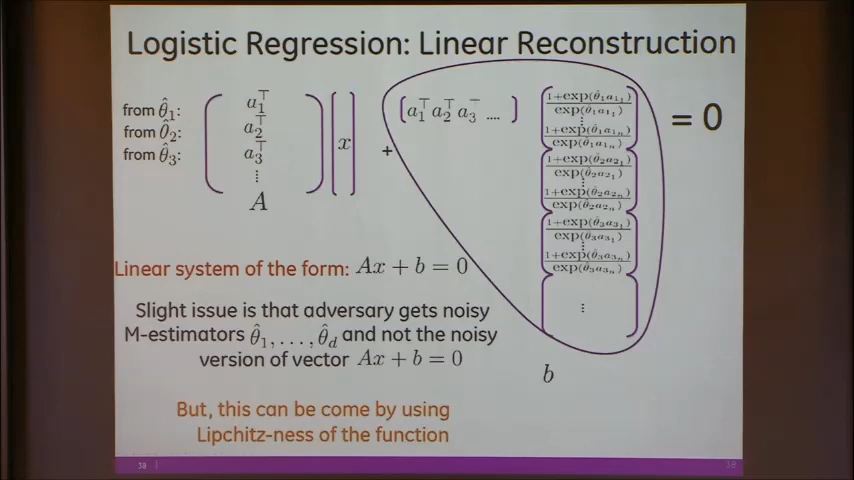 Logistic Regression: Linear Reconstruction
from θ̂₁:
from θ̂₂:
from θ̂₃:
a₁ᵀ
a₂ᵀ
a₃ᵀ
⋮
A
x
+
a₁ᵀ a₂ᵀ a₃ᵀ ....
1+exp(θ̂₁a₁₁)
exp(θ̂₁a₁₁)
⋮
1+exp(θ̂₁a₁ₙ)
exp(θ̂₁a₁ₙ)
1+exp(θ̂₂a₂₁)
exp(θ̂₂a₂₁)
⋮
1+exp(θ̂₂a₂ₙ)
exp(θ̂₂a₂ₙ)
1+exp(θ̂₃a₃₁)
exp(θ̂₃a₃₁)
⋮
1+exp(θ̂₃a₃ₙ)
exp(θ̂₃a₃ₙ)
⋮
= 0
b
Linear system of the form: Ax + b = 0
Slight issue is that adversary gets noisy
M-estimators θ̂₁, . . . , θ̂d and not the noisy
version of vector Ax + b = 0
But, this can be come by using
Lipchitz-ness of the function